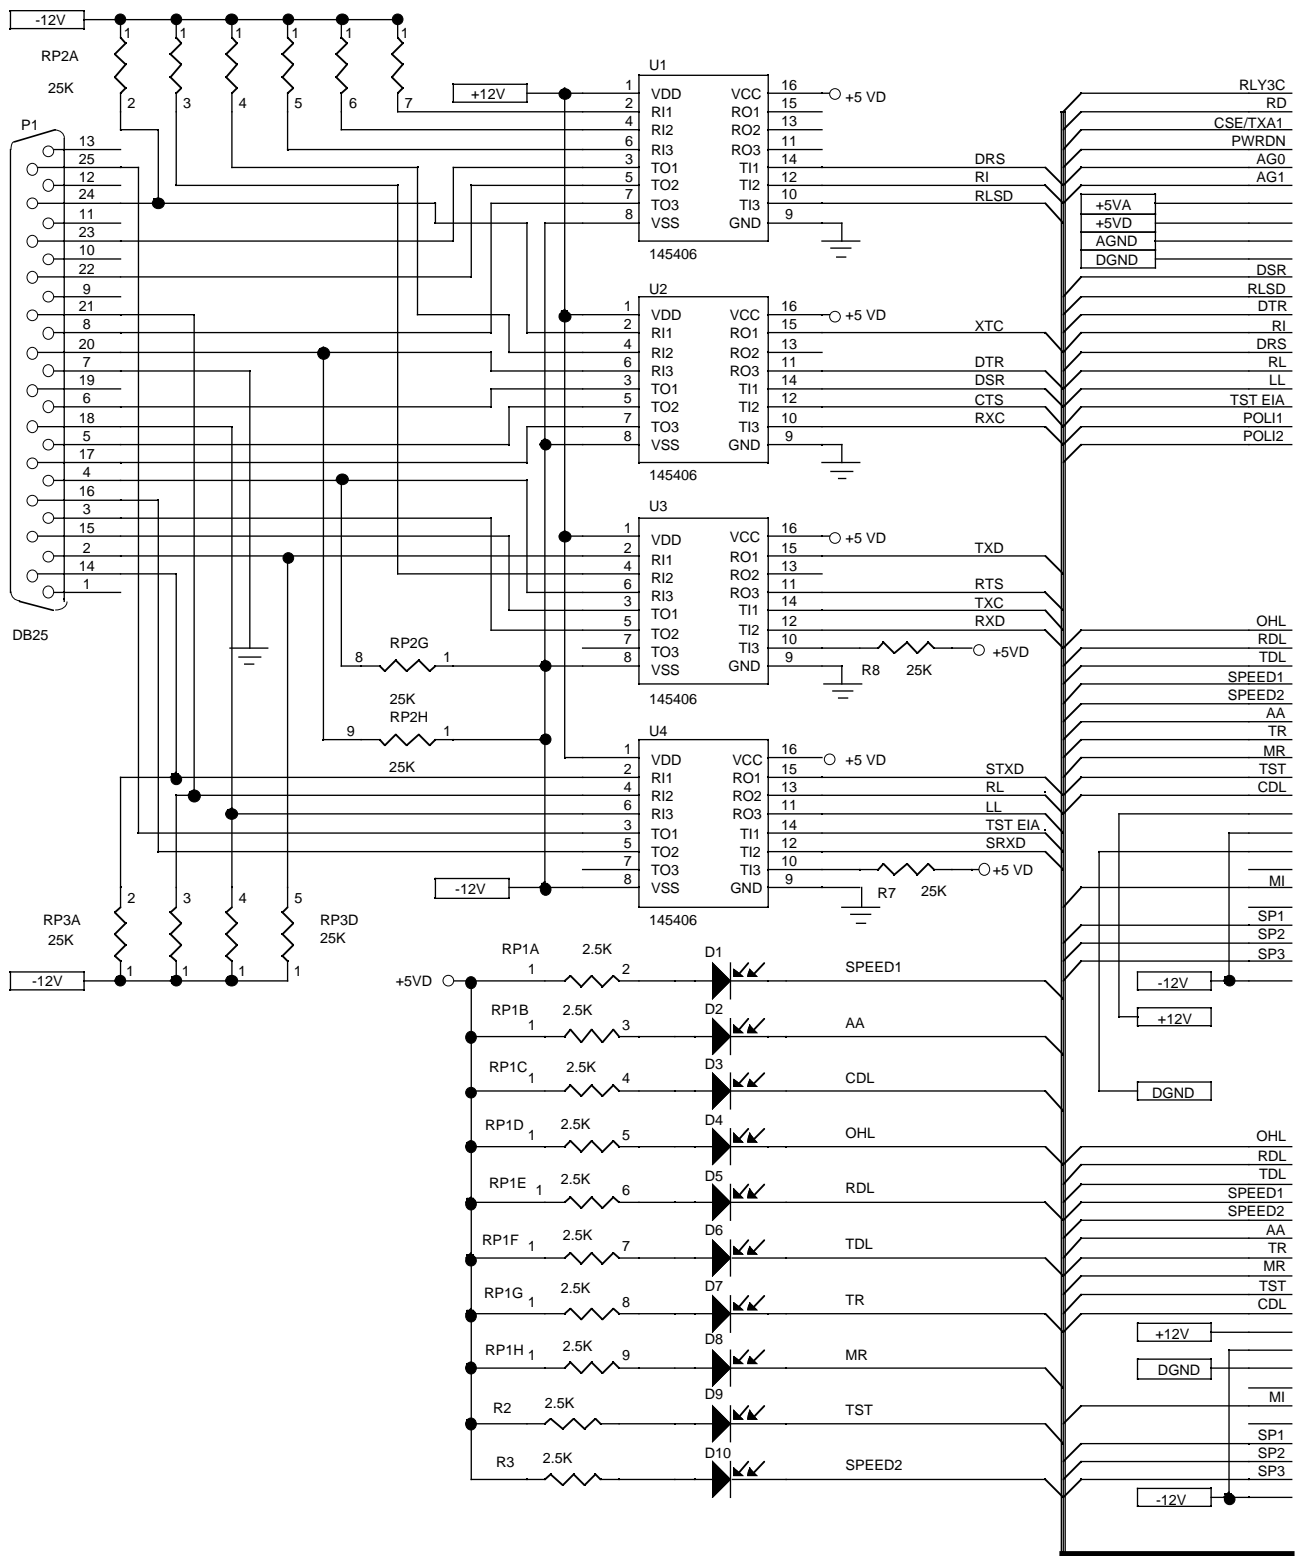 -12V
1 1 1 1 1 1
RP2A
25K
2 3 4 5 6 7
P1
13
25
12
24
11
23
10
22
9
21
8
20
7
19
6
18
5
17
4
16
3
15
2
14
1
DB25
+12V
U1
1 VDD VCC 16 +5 VD
2 RI1 RO1 15
4 RI2 RO2 13
6 RI3 RO3 11
3 TO1 TI1 14 DRS
5 TO2 TI2 12 RI
7 TO3 TI3 10 RLSD
8 VSS GND 9
145406
U2
1 VDD VCC 16 +5 VD
2 RI1 RO1 15 XTC
4 RI2 RO2 13
6 RI3 RO3 11 DTR
3 TO1 TI1 14 DSR
5 TO2 TI2 12 CTS
7 TO3 TI3 10 RXC
8 VSS GND 9
145406
U3
1 VDD VCC 16 +5 VD
2 RI1 RO1 15 TXD
4 RI2 RO2 13
6 RI3 RO3 11 RTS
3 TO1 TI1 14 TXC
5 TO2 TI2 12 RXD
7 TO3 TI3 10 +5VD
8 VSS GND 9
R8 25K
145406
RP2G
8 1
25K
RP2H
9 1
25K
U4
1 VDD VCC 16 +5 VD
2 RI1 RO1 15 STXD
4 RI2 RO2 13 RL
6 RI3 RO3 11 LL
3 TO1 TI1 14 TST EIA
5 TO2 TI2 12 SRXD
7 TO3 TI3 10 +5 VD
8 VSS GND 9
R7 25K
-12V
145406
2 3 4 5
RP3A
25K
RP3D
25K
1 1 1 1
-12V
+5VD
RP1A 2.5K D1
1 2 SPEED1
RP1B 2.5K D2
1 3 AA
RP1C 2.5K D3
1 4 CDL
RP1D 2.5K D4
1 5 OHL
RP1E 2.5K D5
1 6 RDL
RP1F 2.5K D6
1 7 TDL
RP1G 2.5K D7
1 8 TR
RP1H 2.5K D8
1 9 MR
R2 2.5K D9
TST
R3 2.5K D10
SPEED2
RLY3C
RD
CSE/TXA1
PWRDN
AG0
AG1
+5VA
+5VD
AGND
DGND
DSR
RLSD
DTR
RI
DRS
RL
LL
TST EIA
POLI1
POLI2
OHL
RDL
TDL
SPEED1
SPEED2
AA
TR
MR
TST
CDL
MI
SP1
SP2
SP3
-12V
+12V
DGND
OHL
RDL
TDL
SPEED1
SPEED2
AA
TR
MR
TST
CDL
+12V
DGND
MI
SP1
SP2
SP3
-12V